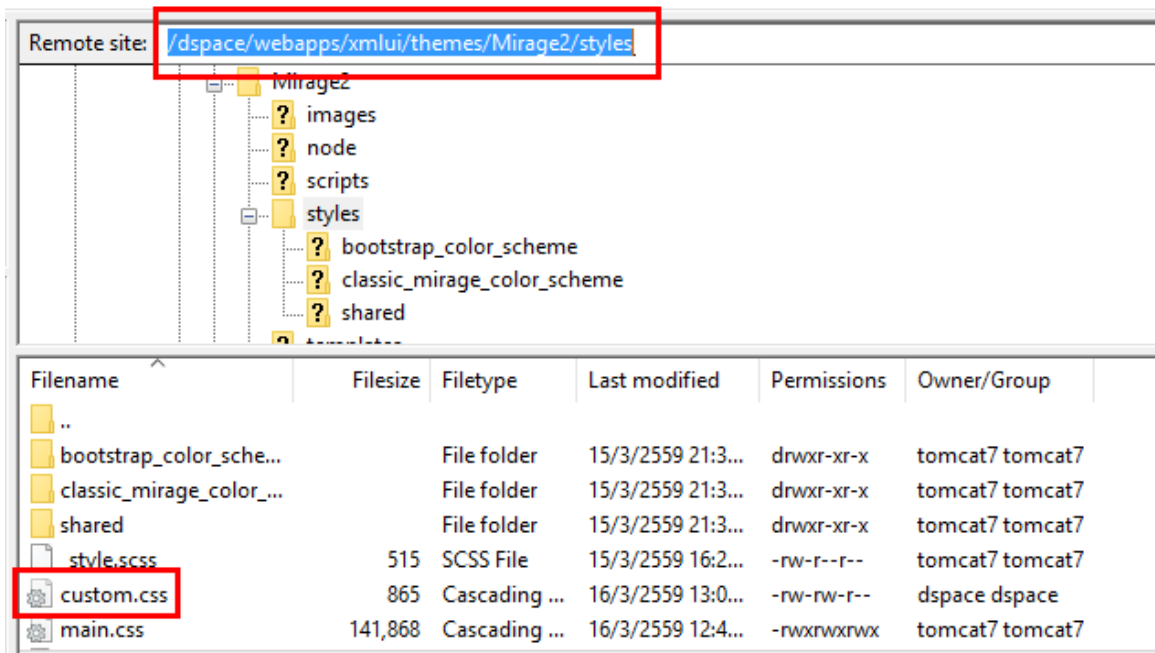 Remote site: /dspace/webapps/xmlui/themes/Mirage2/styles
Mirage2
images
node
scripts
styles
bootstrap_color_scheme
classic_mirage_color_scheme
shared
templates
Filename Filesize Filetype Last modified Permissions Owner/Group
..
bootstrap_color_sche... File folder 15/3/2559 21:3... drwxr-xr-x tomcat7 tomcat7
classic_mirage_color_... File folder 15/3/2559 21:3... drwxr-xr-x tomcat7 tomcat7
shared File folder 15/3/2559 21:3... drwxr-xr-x tomcat7 tomcat7
_style.scss 515 SCSS File 15/3/2559 16:2... -rw-r--r-- tomcat7 tomcat7
custom.css 865 Cascading ... 16/3/2559 13:0... -rw-rw-r-- dspace dspace
main.css 141,868 Cascading ... 16/3/2559 12:4... -rwxrwxrwx tomcat7 tomcat7